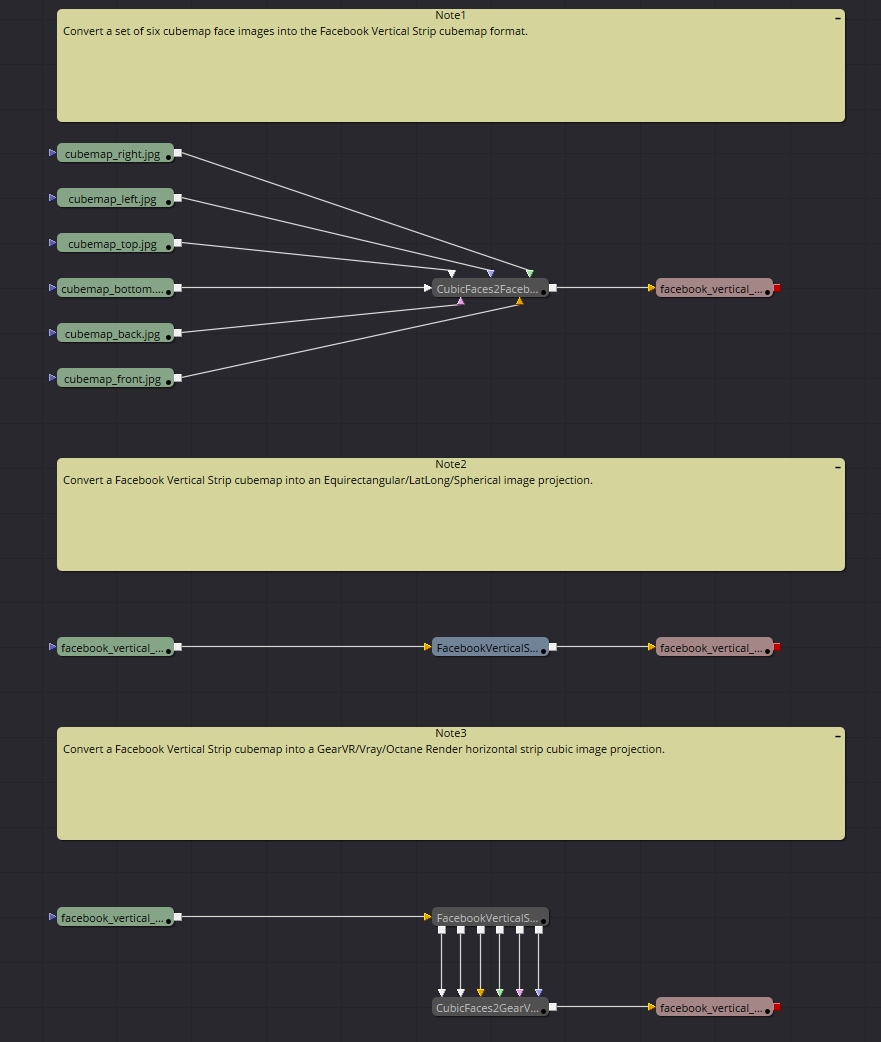 Note1
Convert a set of six cubemap face images into the Facebook Vertical Strip cubemap format.
cubemap_right.jpg
cubemap_left.jpg
cubemap_top.jpg
cubemap_bottom....
CubicFaces2Faceb...
facebook_vertical_...
cubemap_back.jpg
cubemap_front.jpg
Note2
Convert a Facebook Vertical Strip cubemap into an Equirectangular/LatLong/Spherical image projection.
facebook_vertical_...
FacebookVerticalS...
facebook_vertical_...
Note3
Convert a Facebook Vertical Strip cubemap into a GearVR/Vray/Octane Render horizontal strip cubic image projection.
facebook_vertical_...
FacebookVerticalS...
CubicFaces2GearV...
facebook_vertical_...